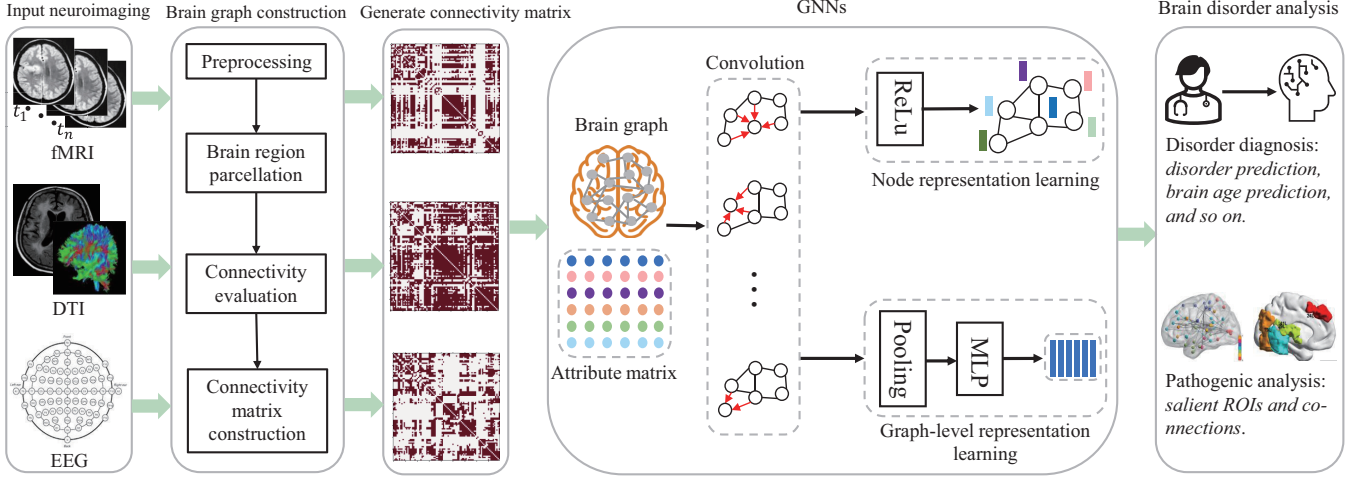 Input neuroimaging
t1
tn
fMRI
DTI
EEG
Brain graph construction
Preprocessing
Brain region
parcellation
Connectivity
evaluation
Connectivity
matrix
construction
Generate connectivity matrix
GNNs
Brain graph
Attribute matrix
Convolution
ReLu
Node representation learning
Pooling
MLP
Graph-level representation
learning
Brain disorder analysis
Disorder diagnosis:
disorder prediction,
brain age prediction,
and so on.
Pathogenic analysis:
salient ROIs and co-
nnections.